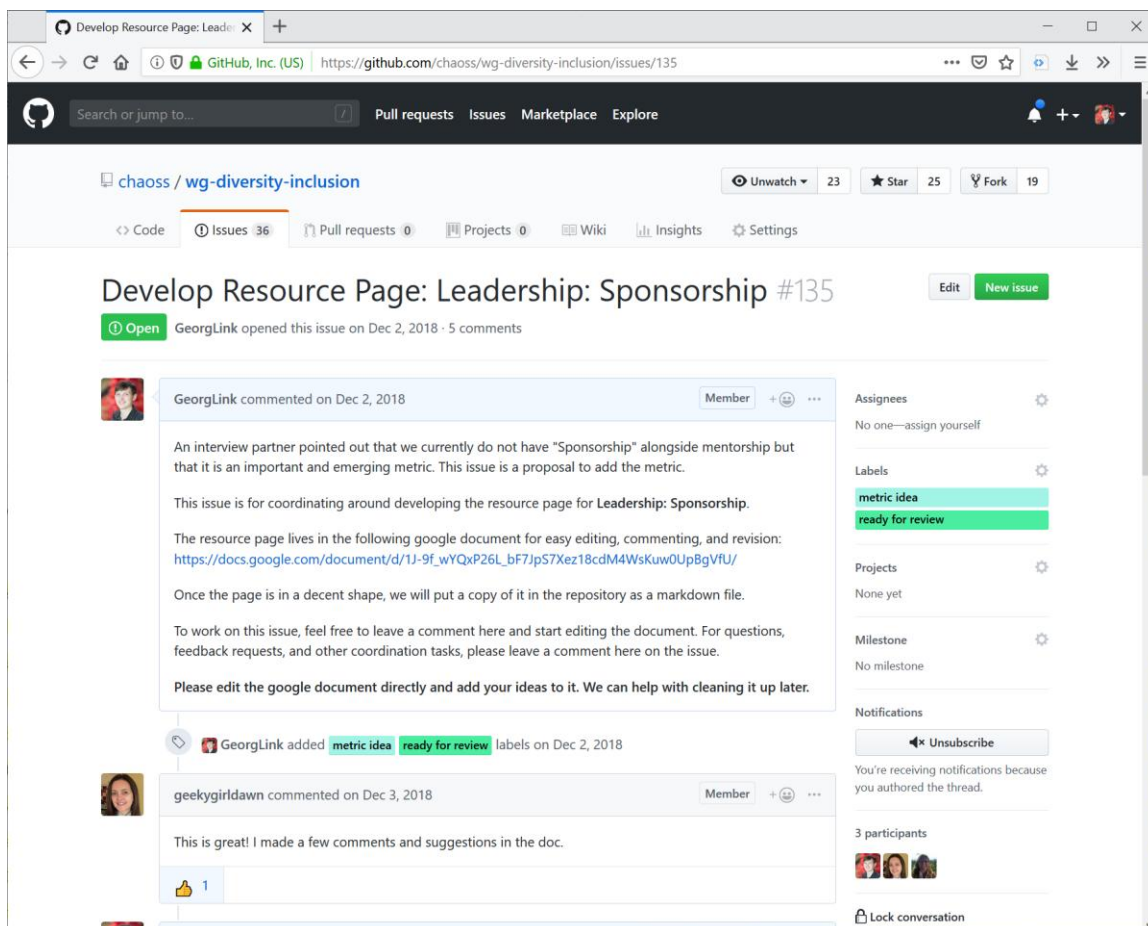 Develop Resource Page: Leader
GitHub, Inc. (US) https://github.com/chaoss/wg-diversity-inclusion/issues/135
Search or jump to... / Pull requests Issues Marketplace Explore
chaoss / wg-diversity-inclusion Unwatch 23 Star 25 Fork 19
<> Code Issues 36 Pull requests 0 Projects 0 Wiki Insights Settings
Develop Resource Page: Leadership: Sponsorship #135 Edit New issue
Open GeorgLink opened this issue on Dec 2, 2018 · 5 comments
GeorgLink commented on Dec 2, 2018 Member
An interview partner pointed out that we currently do not have "Sponsorship" alongside mentorship but
that it is an important and emerging metric. This issue is a proposal to add the metric.
This issue is for coordinating around developing the resource page for Leadership: Sponsorship.
The resource page lives in the following google document for easy editing, commenting, and revision:
https://docs.google.com/document/d/1J-9f_wYQxP26L_bF7JpS7Xez18cdM4WsKuw0UpBgVfU/
Once the page is in a decent shape, we will put a copy of it in the repository as a markdown file.
To work on this issue, feel free to leave a comment here and start editing the document. For questions,
feedback requests, and other coordination tasks, please leave a comment here on the issue.
Please edit the google document directly and add your ideas to it. We can help with cleaning it up later.
GeorgLink added metric idea ready for review labels on Dec 2, 2018
geekygirldawn commented on Dec 3, 2018 Member
This is great! I made a few comments and suggestions in the doc.
1
Assignees
No one—assign yourself
Labels
metric idea
ready for review
Projects
None yet
Milestone
No milestone
Notifications
Unsubscribe
You're receiving notifications because
you authored the thread.
3 participants
Lock conversation